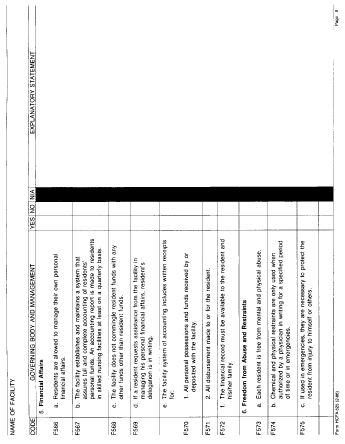 NAME OF FACILITY
CODE GOVERNING BODY AND MANAGEMENT YES NO N/A EXPLANATORY STATEMENT
5. Financial Affairs
F566 a. Residents are allowed to manage their own personal
financial affairs.
F567 b. The facility establishes and maintains a system that
assures full and complete accounting of residents'
personal funds. An accounting report is made to residents
in skilled nursing facilities at least on a quarterly basis.
F568 c. The facility does not commingle resident funds with any
other funds other than resident funds.
F569 d. If a resident requests assistance from the facility in
managing his personal financial affairs, resident's
delegation is in writing.
e. The facility system of accounting includes written receipts
for:
F570 1. All personal possessions and funds received by or
deposited with the facility.
F571 2. All disbursement made to or for the resident.
F572 f. The financial record must be available to the resident and
his/her family.
6. Freedom from Abuse and Restraints
F573 a. Each resident is free from mental and physical abuse.
F574 b. Chemical and physical restraints are only used when
authorized by a physician in writing for a specified period
of time or in emergencies.
F575 c. If used in emergencies, they are necessary to protect the
resident from injury to himself or others.
Page 8